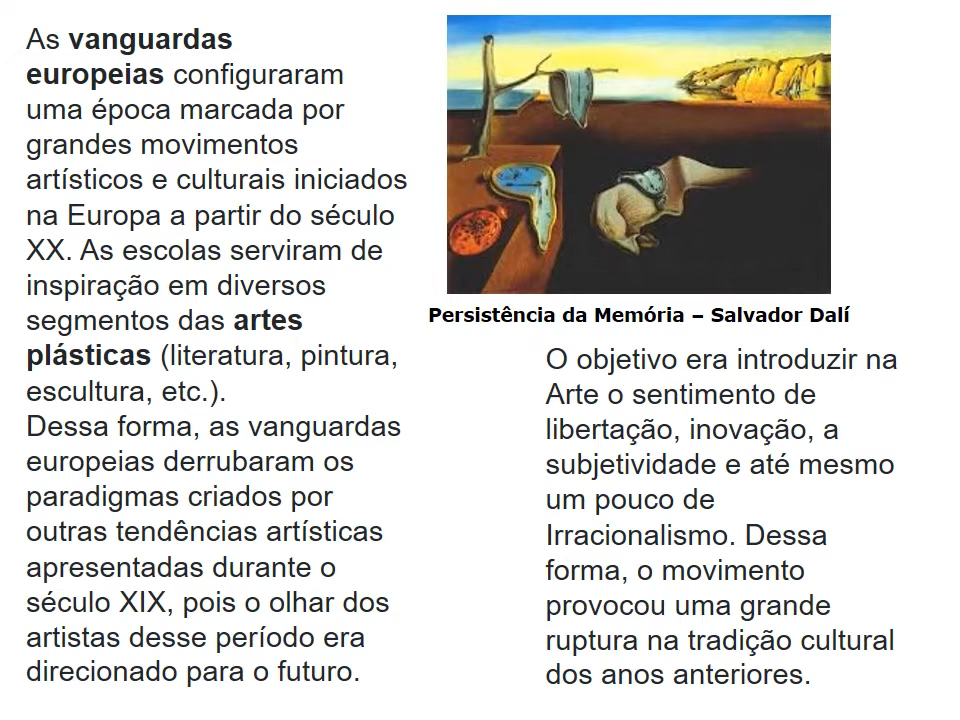 As vanguardas
europeias configuraram
uma época marcada por
grandes movimentos
artísticos e culturais iniciados
na Europa a partir do século
XX. As escolas serviram de
inspiração em diversos
segmentos das artes
plásticas (literatura, pintura,
escultura, etc.).
Dessa forma, as vanguardas
europeias derrubaram os
paradigmas criados por
outras tendências artísticas
apresentadas durante o
século XIX, pois o olhar dos
artistas desse período era
direcionado para o futuro.
Persistência da Memória – Salvador Dalí
O objetivo era introduzir na
Arte o sentimento de
libertação, inovação, a
subjetividade e até mesmo
um pouco de
Irracionalismo. Dessa
forma, o movimento
provocou uma grande
ruptura na tradição cultural
dos anos anteriores.